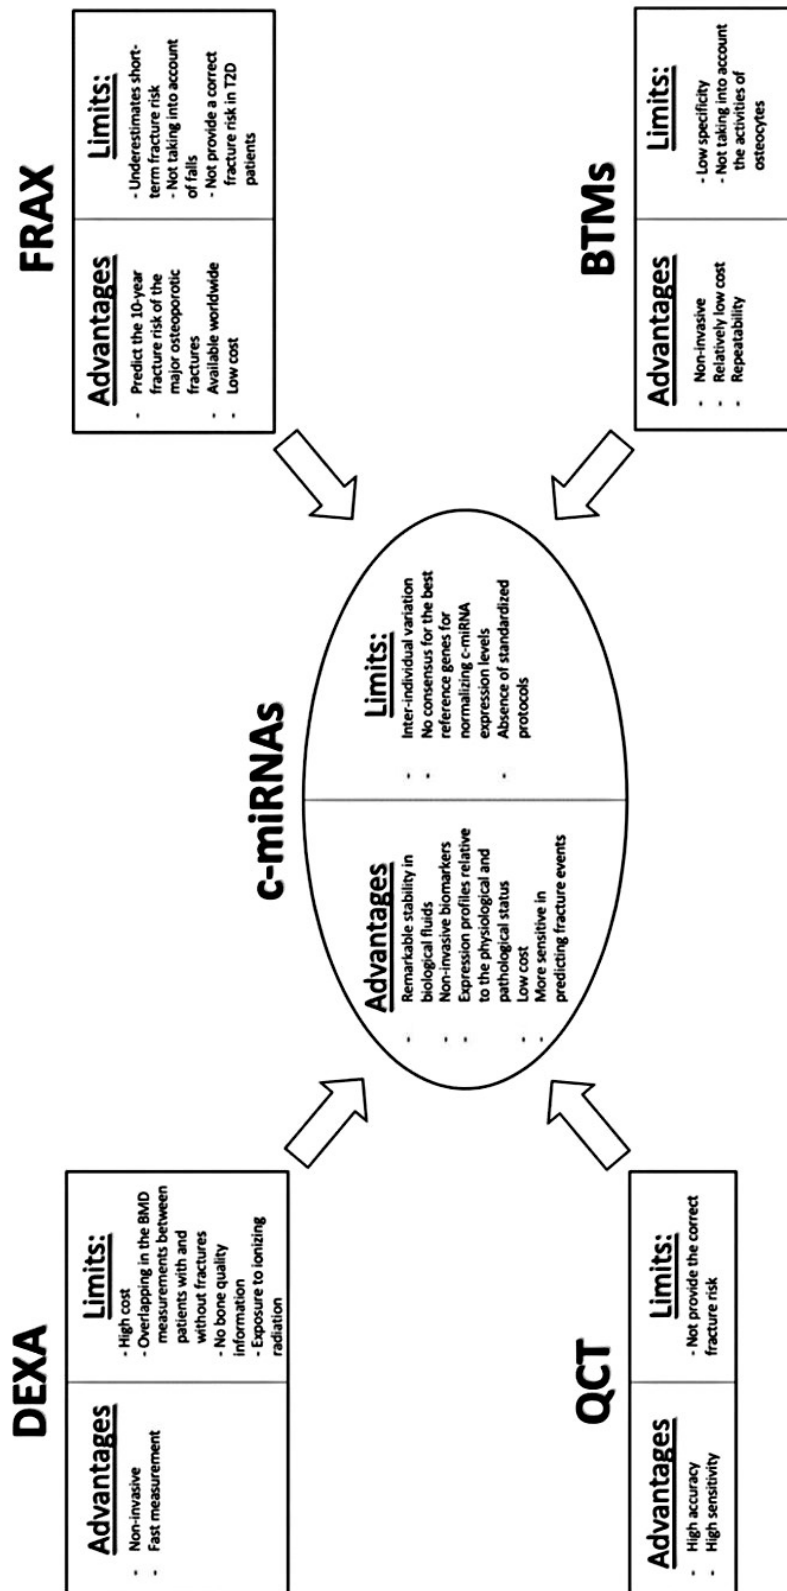 DEXA
Advantages
- Non-invasive
- Fast measurement
Limits:
- High cost
- Overlapping in the BMD
measurements between
patients with and
without fractures
- No bone quality
information
- Exposure to ionizing
radiation
FRAX
Advantages
- Predict the 10-year
fracture risk of the
major osteoporotic
fractures
- Available worldwide
- Low cost
Limits:
- Underestimates short-
term fracture risk
- Not taking into account
of falls
- Not provide a correct
fracture risk in T2D
patients
c-miRNAs
Advantages
- Remarkable stability in
biological fluids
- Non-invasive biomarkers
- Expression profiles relative
to the physiological and
pathological status
- Low cost
- More sensitive in
predicting fracture events
Limits:
- Inter-individual variation
- No consensus for the best
reference genes for
normalizing c-miRNA
expression levels
- Absence of standardized
protocols
QCT
Advantages
- High accuracy
- High sensitivity
Limits:
- Not provide the correct
fracture risk
BTMs
Advantages
- Non-invasive
- Relatively low cost
- Repeatability
Limits:
- Low specificity
- Not taking into account
the activities of
osteocytes